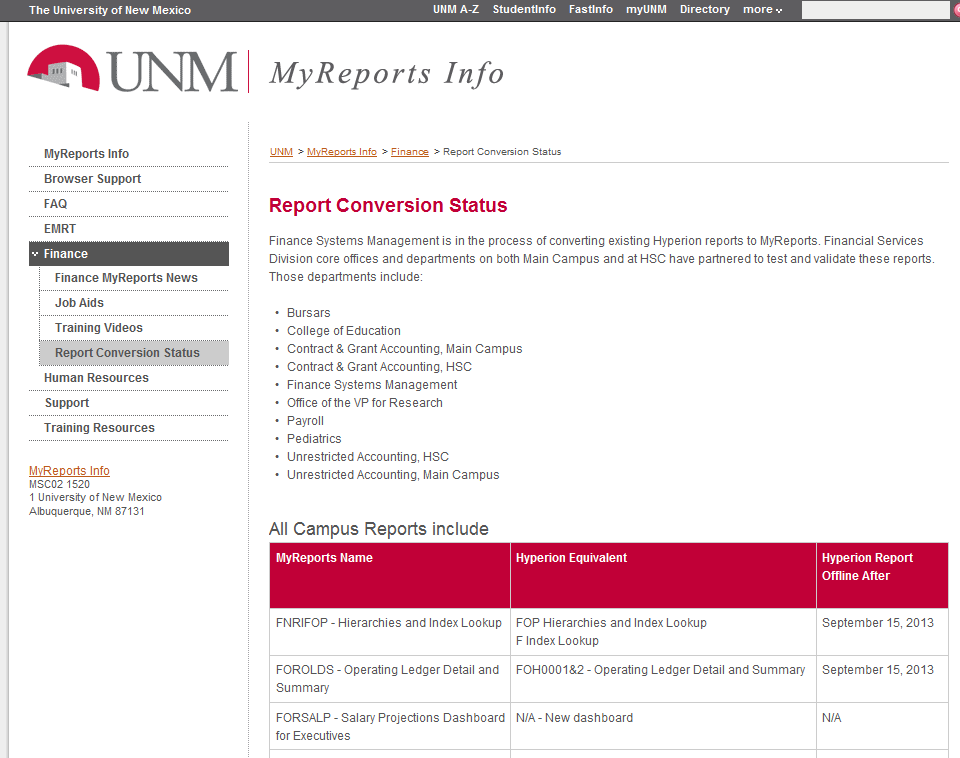 The University of New Mexico
UNM A-Z StudentInfo FastInfo myUNM Directory more
UNM MyReports Info
MyReports Info
Browser Support
FAQ
EMRT
Finance
Finance MyReports News
Job Aids
Training Videos
Report Conversion Status
Human Resources
Support
Training Resources
MyReports Info
MSC02 1520
1 University of New Mexico
Albuquerque, NM 87131
UNM > MyReports Info > Finance > Report Conversion Status
Report Conversion Status
Finance Systems Management is in the process of converting existing Hyperion reports to MyReports. Financial Services
Division core offices and departments on both Main Campus and at HSC have partnered to test and validate these reports.
Those departments include:
• Bursars
• College of Education
• Contract & Grant Accounting, Main Campus
• Contract & Grant Accounting, HSC
• Finance Systems Management
• Office of the VP for Research
• Payroll
• Pediatrics
• Unrestricted Accounting, HSC
• Unrestricted Accounting, Main Campus
All Campus Reports include
MyReports Name Hyperion Equivalent Hyperion Report
Offline After
FNRIFOP - Hierarchies and Index Lookup FOP Hierarchies and Index Lookup September 15, 2013
F Index Lookup
FOROLDS - Operating Ledger Detail and FOH0001&2 - Operating Ledger Detail and Summary September 15, 2013
Summary
FORSALP - Salary Projections Dashboard N/A - New dashboard N/A
for Executives